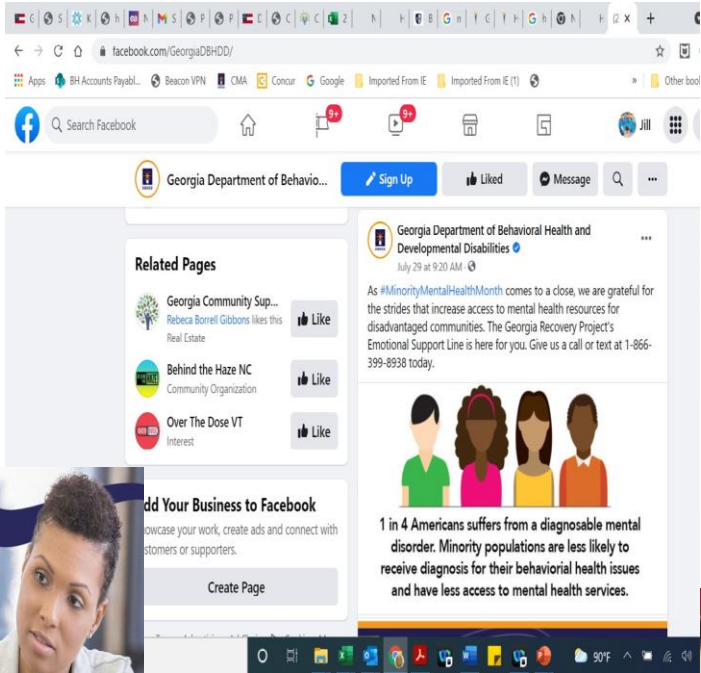 facebook.com/GeorgiaDBHDD/
Apps BH Accounts Payabl... Beacon VPN CMA Concur Google Imported From IE Imported From IE (1) » Other boo
Search Facebook 9+ 9+ Jill
Georgia Department of Behavio... Sign Up Liked Message
Related Pages
Georgia Community Sup...
Rebeca Borrell Gibbons likes this
Real Estate
Like
Behind the Haze NC
Community Organization
Like
Over The Dose VT
Interest
Like
dd Your Business to Facebook
owcase your work, create ads and connect with
stomers or supporters.
Create Page
Georgia Department of Behavioral Health and
Developmental Disabilities
July 29 at 9:20 AM ·
As #MinorityMentalHealthMonth comes to a close, we are grateful for
the strides that increase access to mental health resources for
disadvantaged communities. The Georgia Recovery Project's
Emotional Support Line is here for you. Give us a call or text at 1-866-
399-8938 today.
1 in 4 Americans suffers from a diagnosable mental
disorder. Minority populations are less likely to
receive diagnosis for their behaviorial health issues
and have less access to mental health services.
90°F